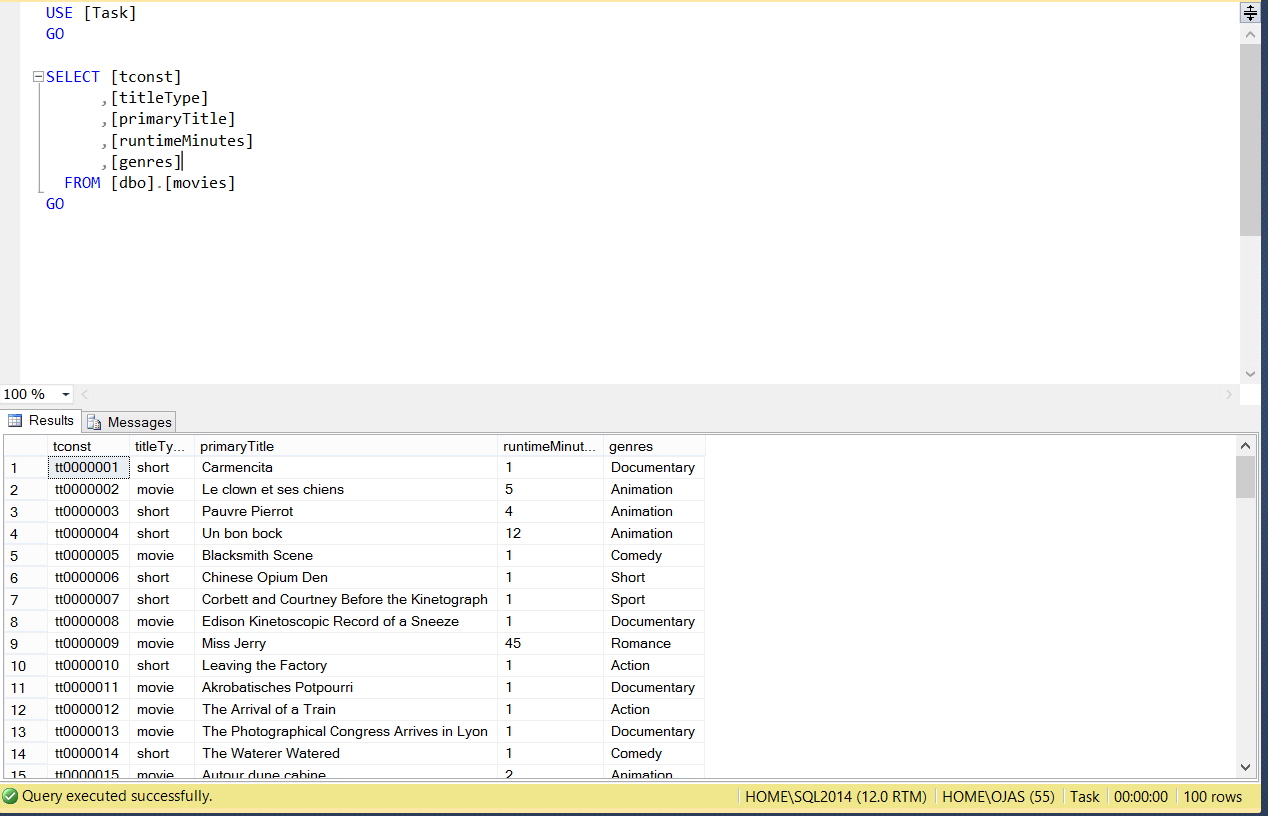 USE [Task]
GO
SELECT [tconst]
,[titleType]
,[primaryTitle]
,[runtimeMinutes]
,[genres]
FROM [dbo].[movies]
GO
100 %
Results Messages
tconst titleTy... primaryTitle runtimeMinut... genres
1 tt0000001 short Carmencita 1 Documentary
2 tt0000002 movie Le clown et ses chiens 5 Animation
3 tt0000003 short Pauvre Pierrot 4 Animation
4 tt0000004 short Un bon bock 12 Animation
5 tt0000005 movie Blacksmith Scene 1 Comedy
6 tt0000006 short Chinese Opium Den 1 Short
7 tt0000007 short Corbett and Courtney Before the Kinetograph 1 Sport
8 tt0000008 movie Edison Kinetoscopic Record of a Sneeze 1 Documentary
9 tt0000009 movie Miss Jerry 45 Romance
10 tt0000010 short Leaving the Factory 1 Action
11 tt0000011 movie Akrobatisches Potpourri 1 Documentary
12 tt0000012 movie The Arrival of a Train 1 Action
13 tt0000013 movie The Photographical Congress Arrives in Lyon 1 Documentary
14 tt0000014 short The Waterer Watered 1 Comedy
15 tt0000015 movie Autour dune cabine 2 Animation
Query executed successfully. HOME\SQL2014 (12.0 RTM) HOME\OJAS (55) Task 00:00:00 100 rows